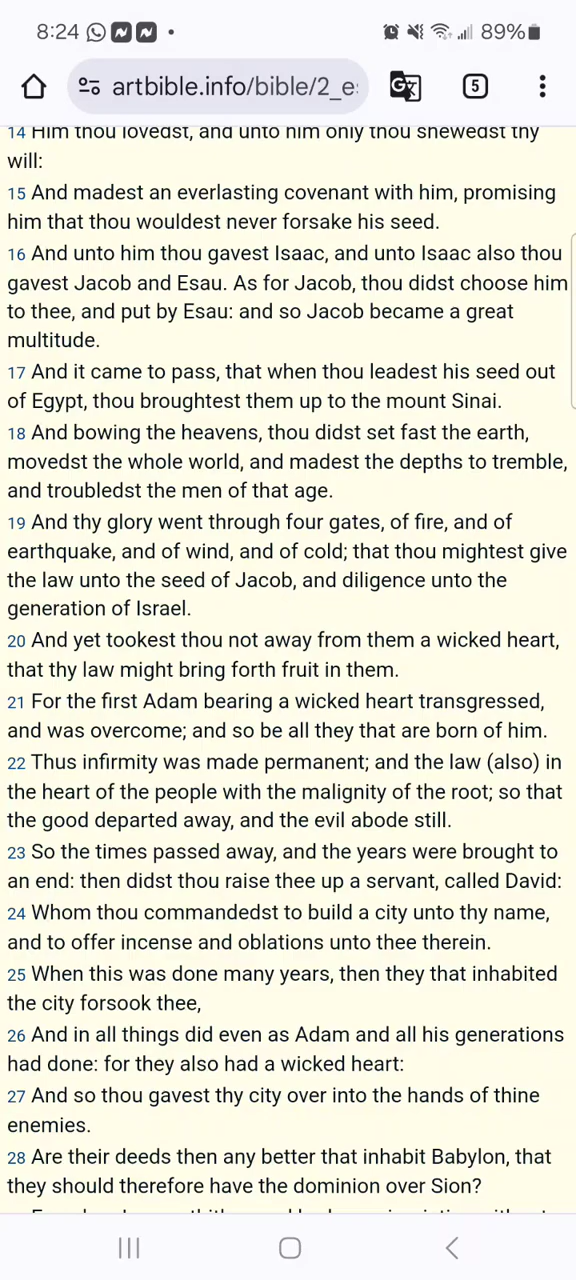 8:24
89%
artbible.info/bible/2_e
5
14 Him thou lovedst, and unto him only thou shewedst thy
will:
15 And madest an everlasting covenant with him, promising
him that thou wouldest never forsake his seed.
16 And unto him thou gavest Isaac, and unto Isaac also thou
gavest Jacob and Esau. As for Jacob, thou didst choose him
to thee, and put by Esau: and so Jacob became a great
multitude.
17 And it came to pass, that when thou leadest his seed out
of Egypt, thou broughtest them up to the mount Sinai.
18 And bowing the heavens, thou didst set fast the earth,
movedst the whole world, and madest the depths to tremble,
and troubledst the men of that age.
19 And thy glory went through four gates, of fire, and of
earthquake, and of wind, and of cold; that thou mightest give
the law unto the seed of Jacob, and diligence unto the
generation of Israel.
20 And yet tookest thou not away from them a wicked heart,
that thy law might bring forth fruit in them.
21 For the first Adam bearing a wicked heart transgressed,
and was overcome; and so be all they that are born of him.
22 Thus infirmity was made permanent; and the law (also) in
the heart of the people with the malignity of the root; so that
the good departed away, and the evil abode still.
23 So the times passed away, and the years were brought to
an end: then didst thou raise thee up a servant, called David:
24 Whom thou commandedst to build a city unto thy name,
and to offer incense and oblations unto thee therein.
25 When this was done many years, then they that inhabited
the city forsook thee,
26 And in all things did even as Adam and all his generations
had done: for they also had a wicked heart:
27 And so thou gavest thy city over into the hands of thine
enemies.
28 Are their deeds then any better that inhabit Babylon, that
they should therefore have the dominion over Sion?